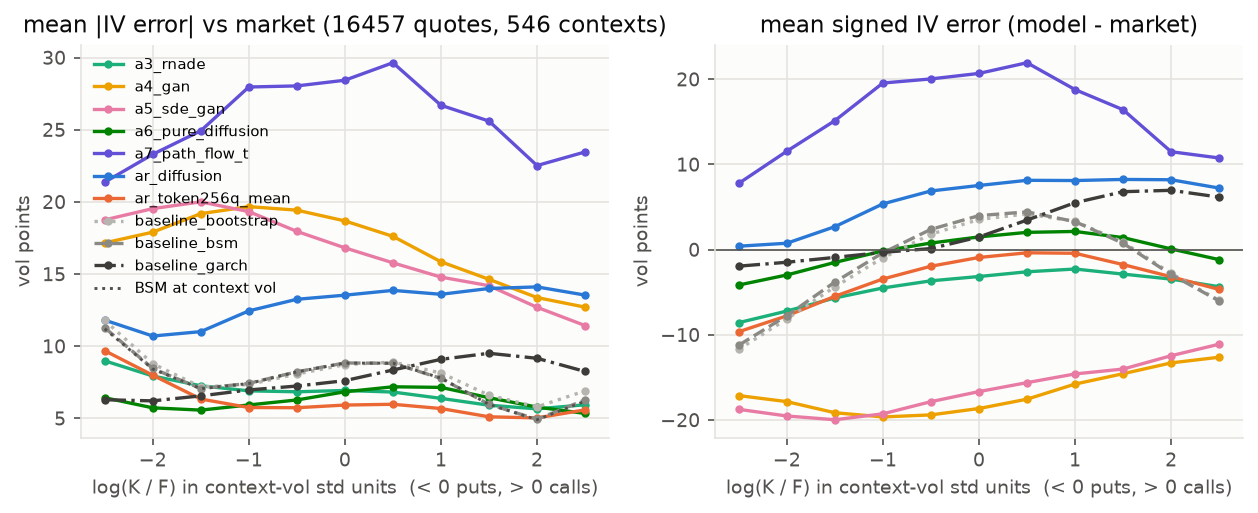 mean |IV error| vs market (16457 quotes, 546 contexts)
mean signed IV error (model - market)
30
25
20
15
10
5
vol points
a3_rnade
a4_gan
a5_sde_gan
a6_pure_diffusion
a7_path_flow_t
ar_diffusion
ar_token256q_mean
baseline_bootstrap
baseline_bsm
baseline_garch
BSM at context vol
−2
−1
0
1
2
log(K / F) in context-vol std units  (< 0 puts, > 0 calls)
20
10
0
−10
−20
vol points
−2
−1
0
1
2
log(K / F) in context-vol std units  (< 0 puts, > 0 calls)